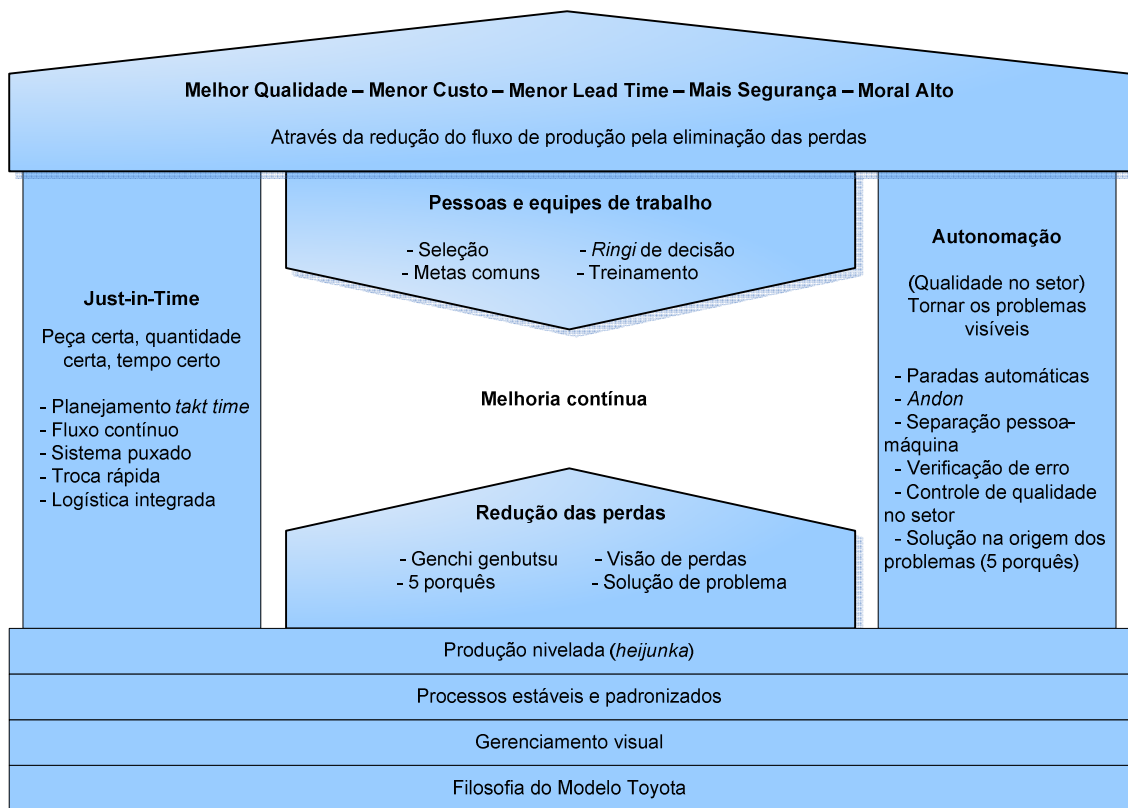 Melhor Qualidade – Menor Custo – Menor Lead Time – Mais Segurança – Moral Alto
Através da redução do fluxo de produção pela eliminação das perdas
Just-in-Time
Peça certa, quantidade
certa, tempo certo
- Planejamento takt time
- Fluxo contínuo
- Sistema puxado
- Troca rápida
- Logística integrada
Pessoas e equipes de trabalho
- Seleção
- Metas comuns
- Ringi de decisão
- Treinamento
Melhoria contínua
Redução das perdas
- Genchi genbutsu
- 5 porquês
- Visão de perdas
- Solução de problema
Autonomação
(Qualidade no setor)
Tornar os problemas
visíveis
- Paradas automáticas
- Andon
- Separação pessoa–
máquina
- Verificação de erro
- Controle de qualidade
no setor
- Solução na origem dos
problemas (5 porquês)
Produção nivelada (heijunka)
Processos estáveis e padronizados
Gerenciamento visual
Filosofia do Modelo Toyota